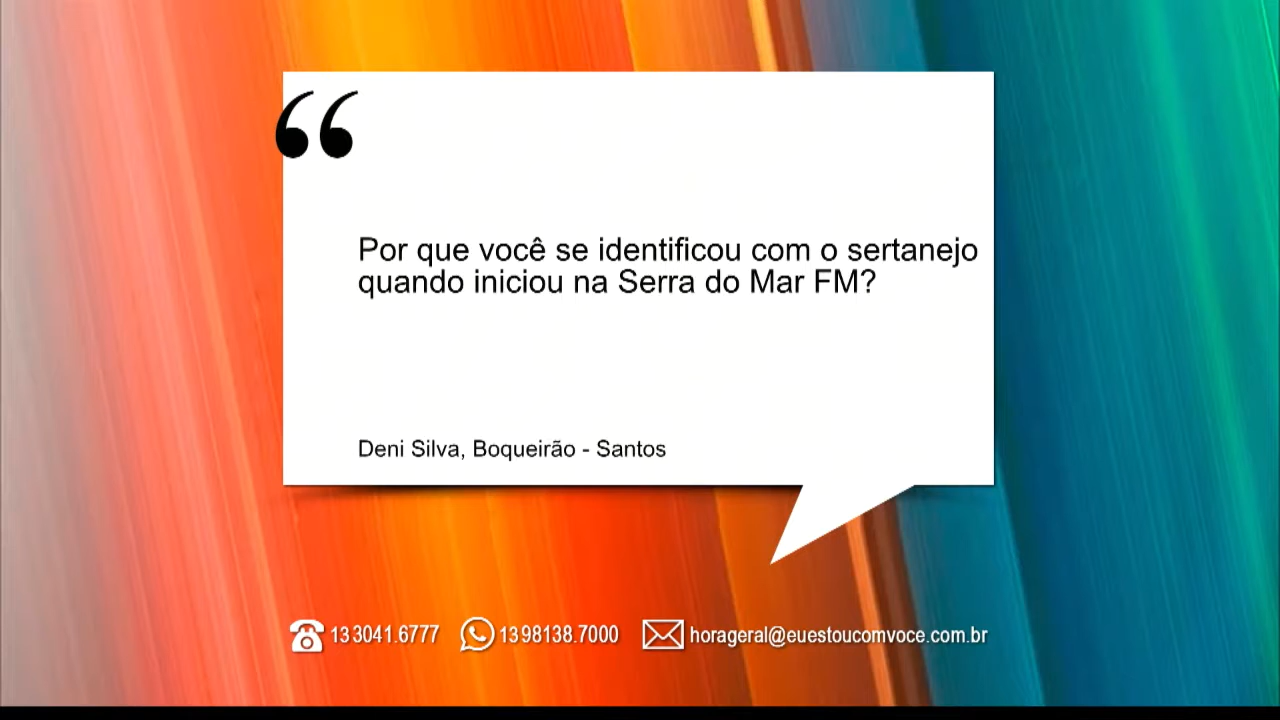 “
Por que você se identificou com o sertanejo
quando iniciou na Serra do Mar FM?
Deni Silva, Boqueirão - Santos
13 3041.6777 13 98138.7000 horageral@euestoucomvoce.com.br